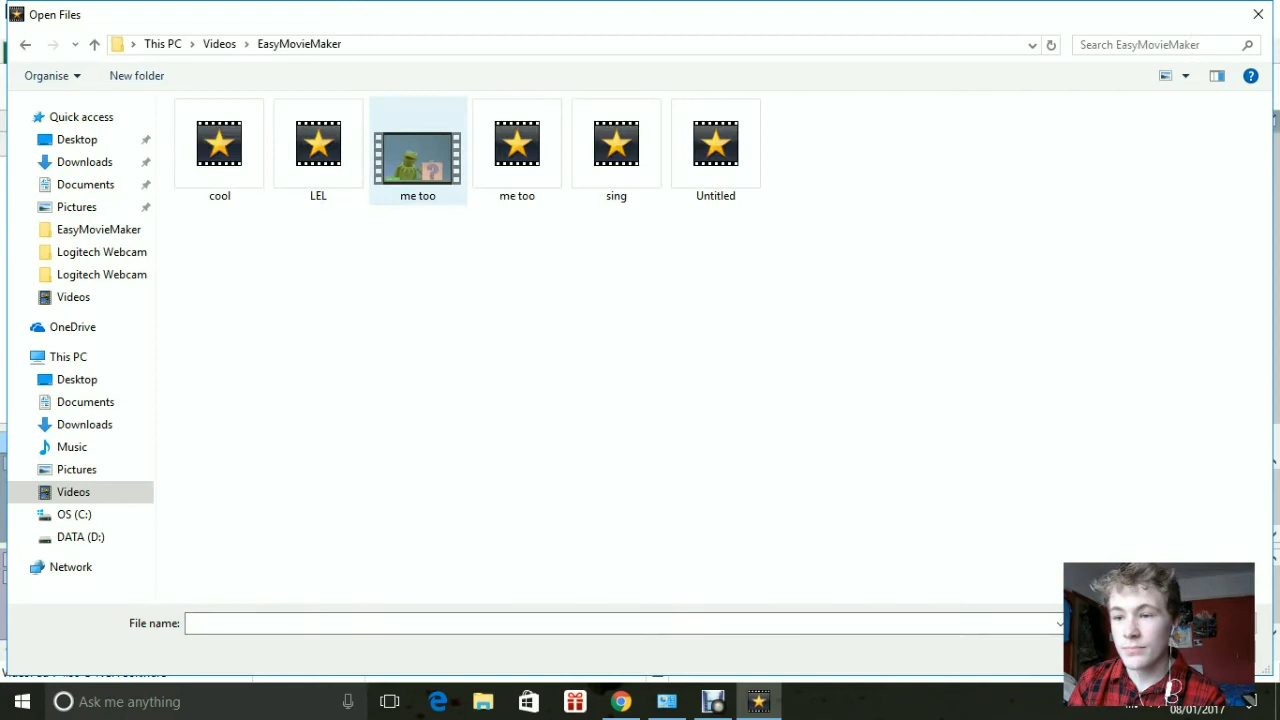 Open Files
This PC Videos EasyMovieMaker
Search EasyMovieMaker
Organise
New folder
Quick access
Desktop
Downloads
Documents
Pictures
EasyMovieMaker
Logitech Webcam
Logitech Webcam
Videos
OneDrive
This PC
Desktop
Documents
Downloads
Music
Pictures
Videos
OS (C:)
DATA (D:)
Network
cool
LEL
me too
me too
sing
Untitled
File name:
Ask me anything
08/01/2017